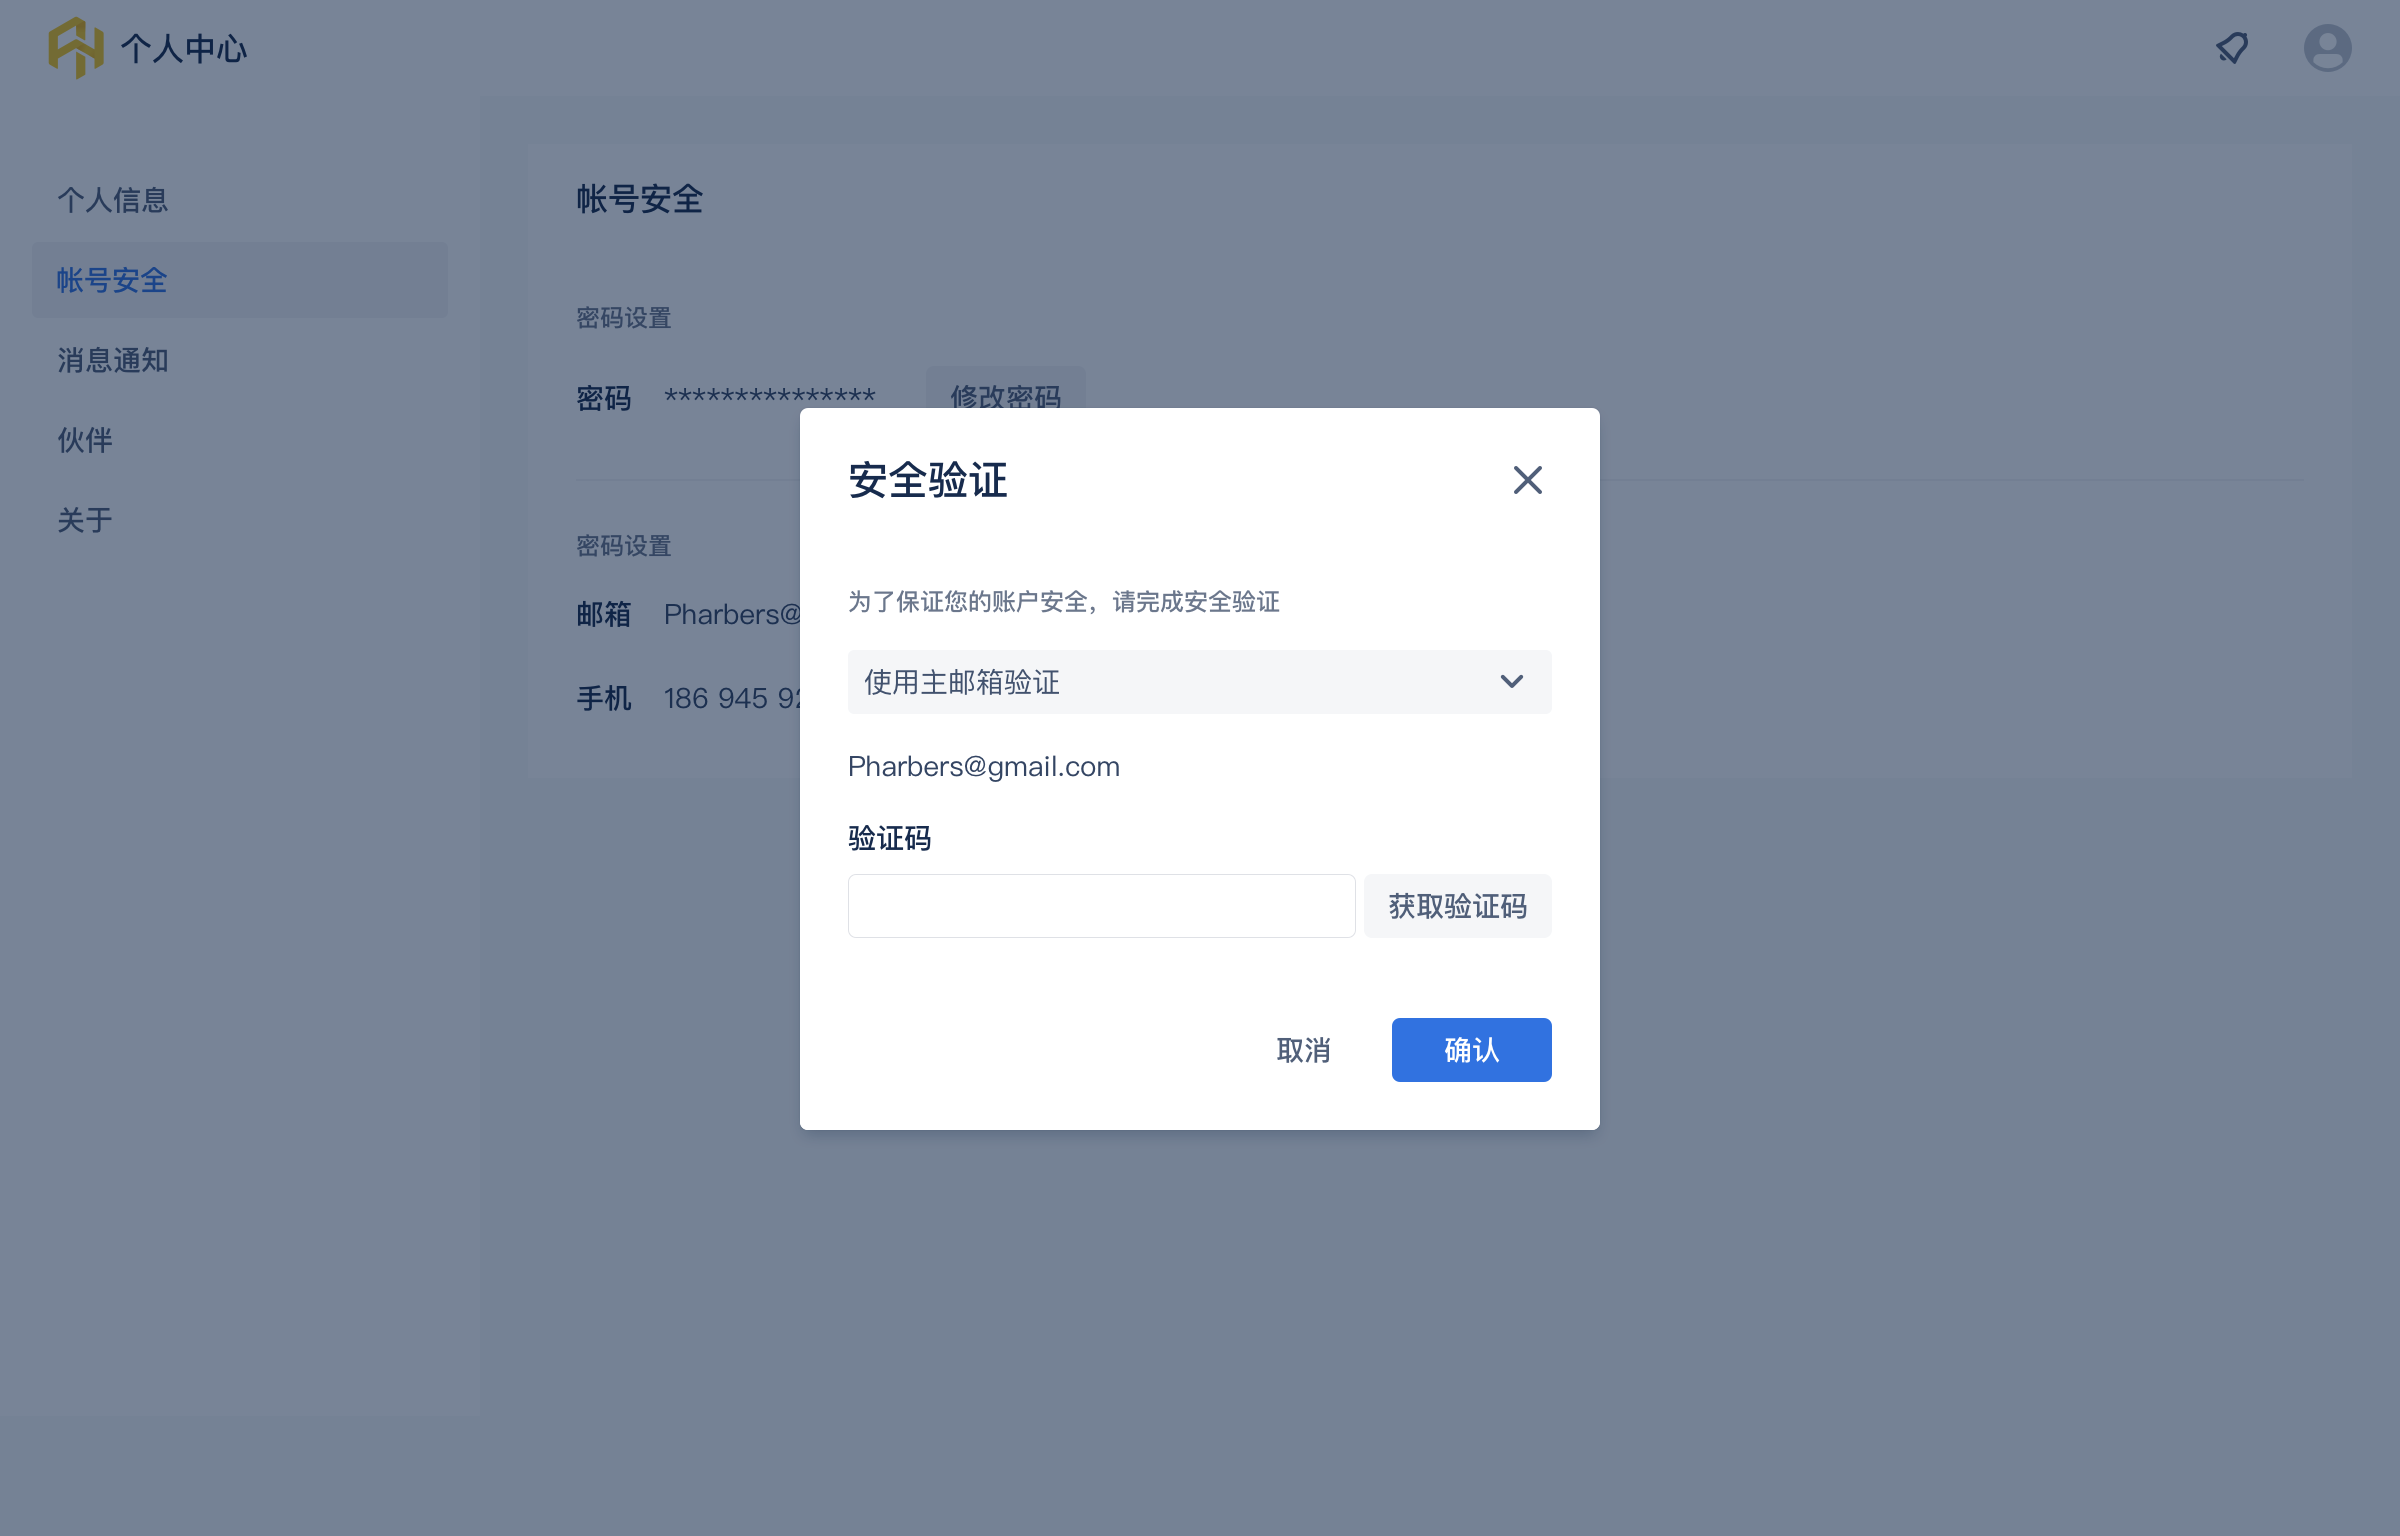 个人中心
个人信息
帐号安全
消息通知
伙伴
关于
帐号安全
密码设置
密码 *************** 修改密码
密码设置
邮箱 Pharbers@
手机 186 945 92
安全验证
为了保证您的账户安全，请完成安全验证
使用主邮箱验证
Pharbers@gmail.com
验证码
获取验证码
取消 确认